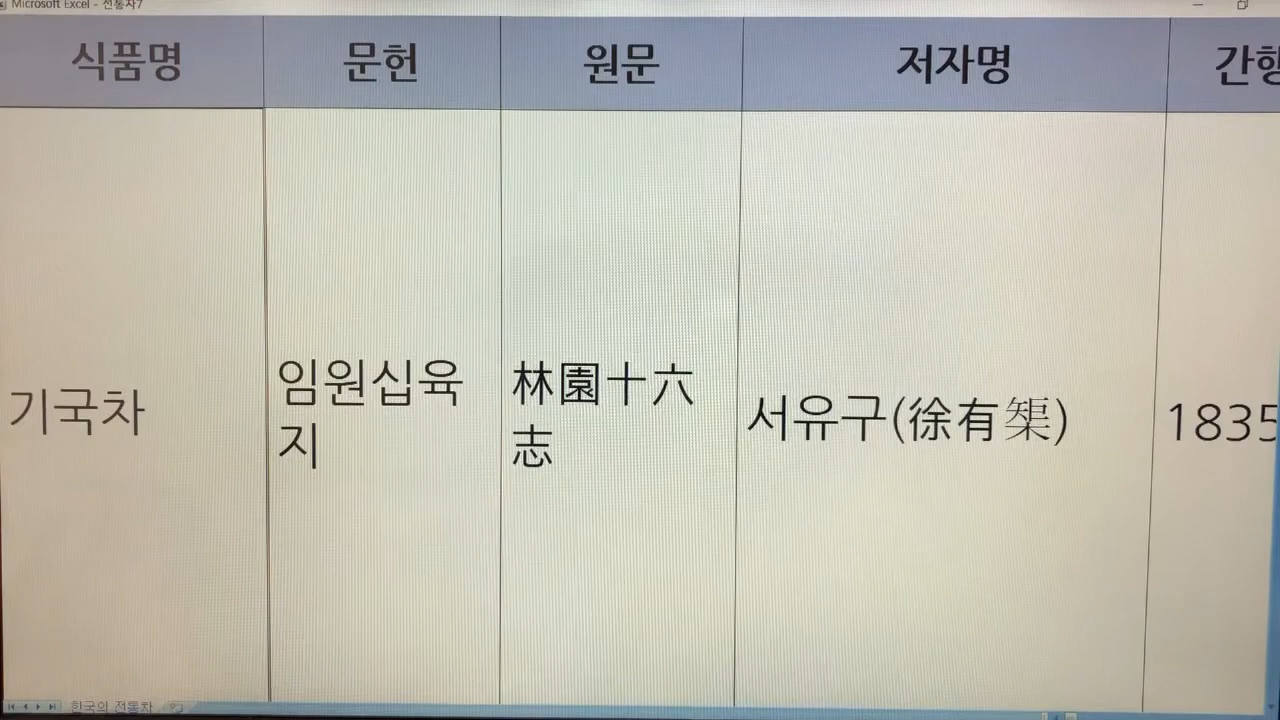 Microsoft Excel - 전통차7
식품명 문헌 원문 저자명 간행
기국차 임원십육지 林園十六志 서유구(徐有榘) 1835
한국의 전통차